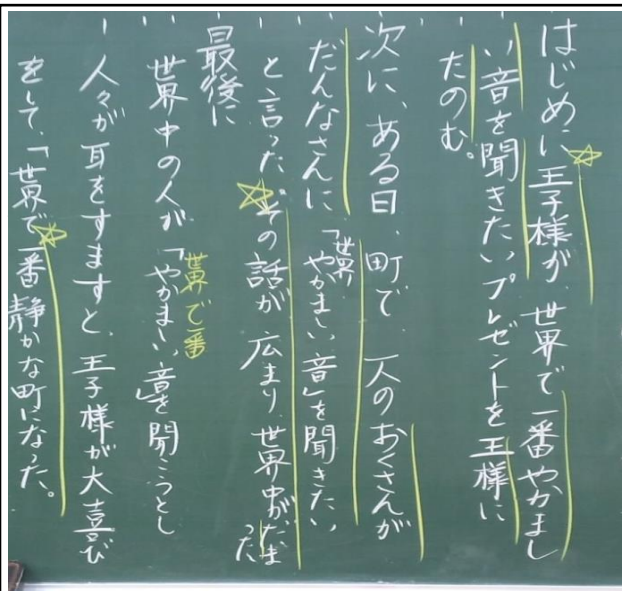 はじめに王子様が、世界で一番やかまし
い音を聞きたいプレゼントを王様に
たのむ。
次に、ある日、町で、一人のおくさんが
だんなさんに「世界一やかましい音」を聞きたい
と言った。その話が広まり、世界中がだまった
最後に
世界中の人が「世界で一番やかましい音」を聞こうとし
人々が耳をすますと、王子様が大喜び
をして、「世界で一番静かな町になった。